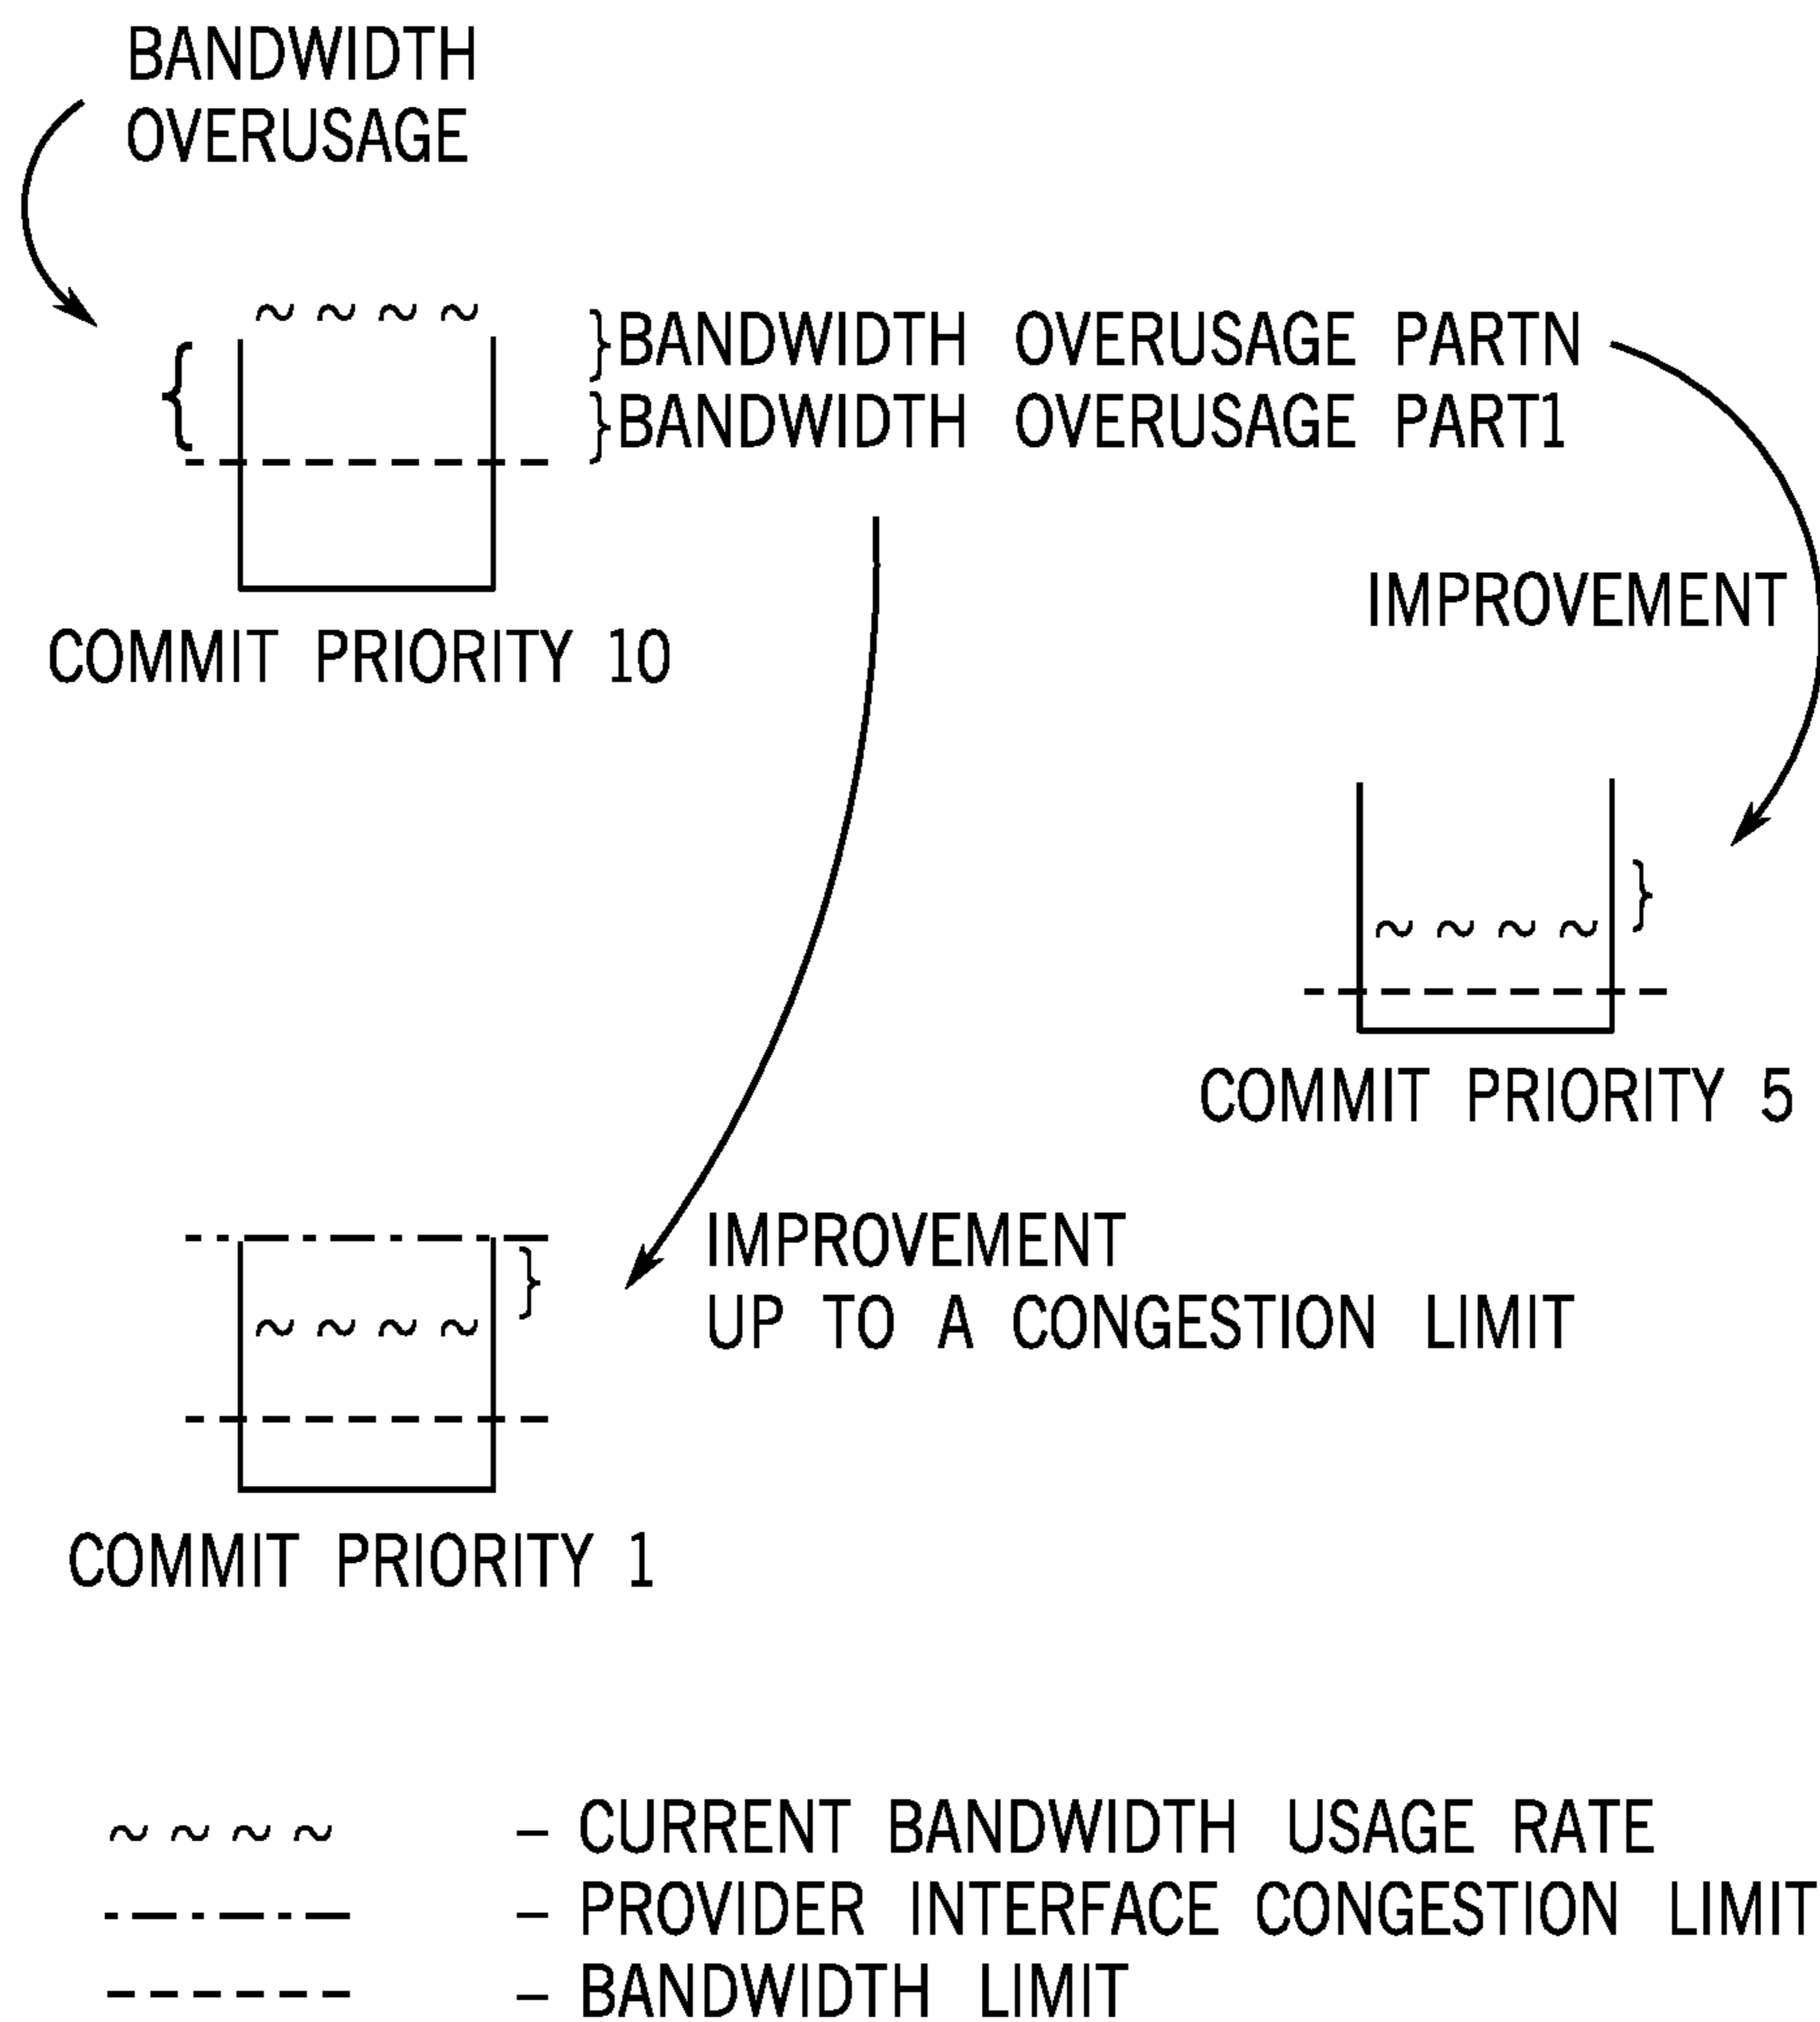 BANDWIDTH
OVERUSAGE
BANDWIDTH OVERUSAGE PARTN
BANDWIDTH OVERUSAGE PART1
COMMIT PRIORITY 10
IMPROVEMENT
COMMIT PRIORITY 5
IMPROVEMENT
UP TO A CONGESTION LIMIT
COMMIT PRIORITY 1
– CURRENT BANDWIDTH USAGE RATE
– PROVIDER INTERFACE CONGESTION LIMIT
– BANDWIDTH LIMIT